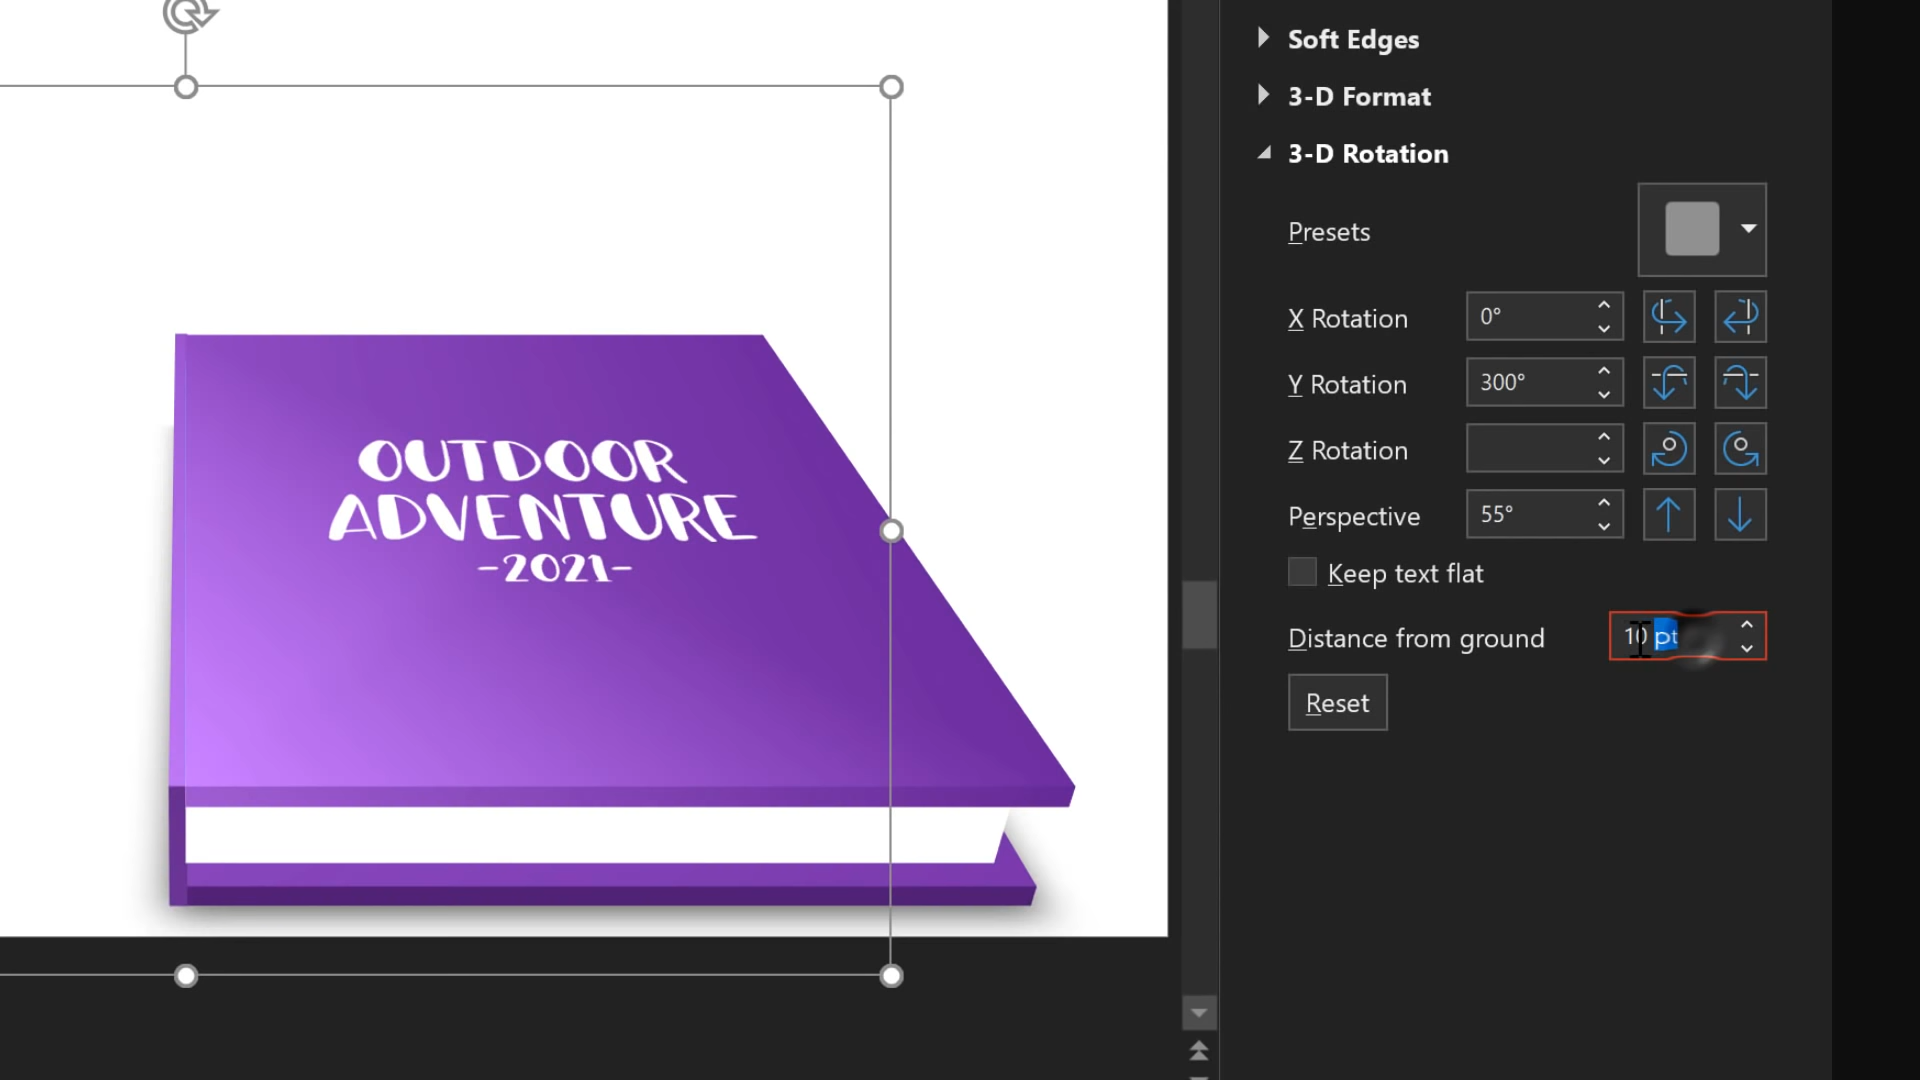 OUTDOOR
ADVENTURE
-2021-
Soft Edges
3-D Format
3-D Rotation
Presets
X Rotation 0°
Y Rotation 300°
Z Rotation
Perspective 55°
Keep text flat
Distance from ground 10 pt
Reset